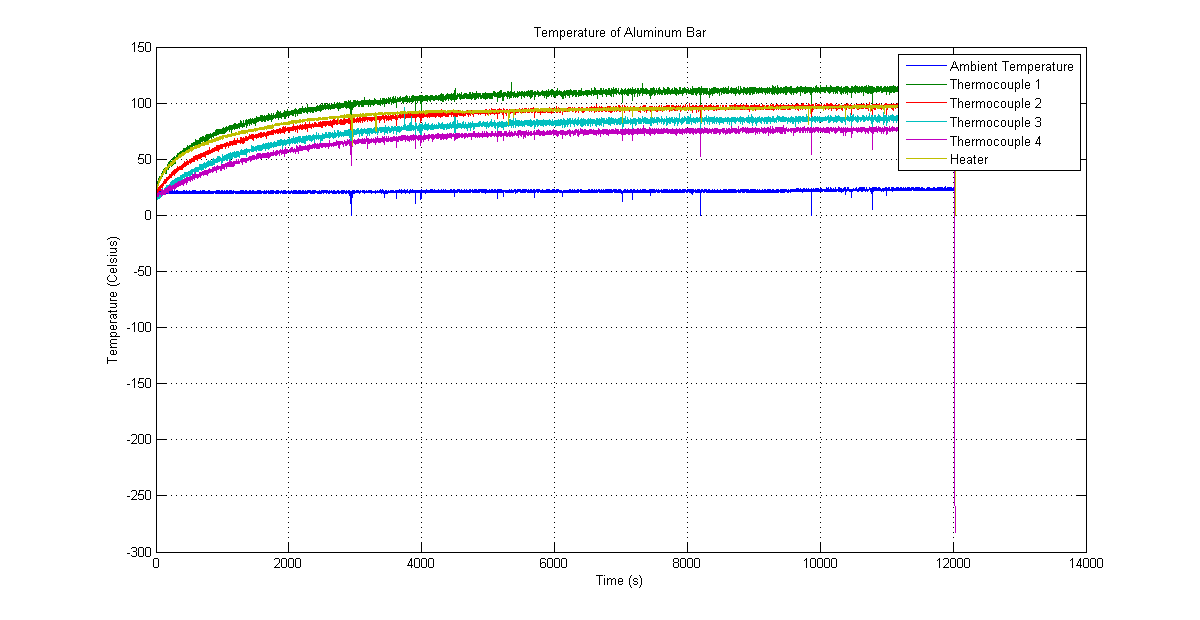 Temperature of Aluminum Bar
150
100
50
0
-50
-100
-150
-200
-250
-300
Temperature (Celsius)
Ambient Temperature
Thermocouple 1
Thermocouple 2
Thermocouple 3
Thermocouple 4
Heater
0 2000 4000 6000 8000 10000 12000 14000
Time (s)